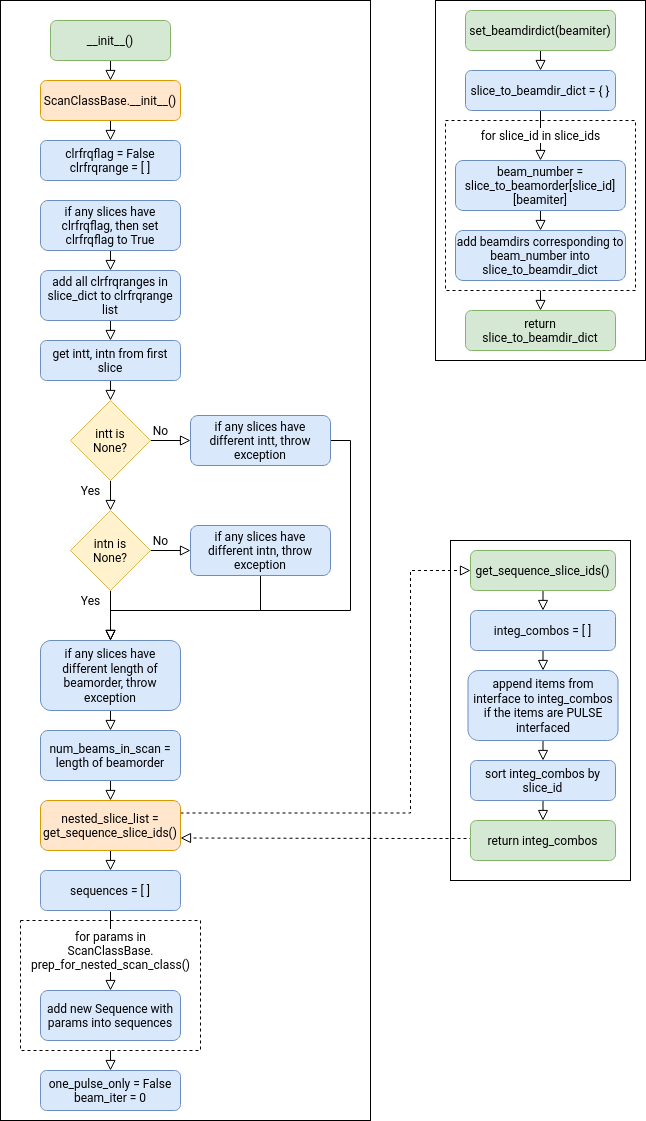 __init__()
ScanClassBase.__init__()
clrfrqflag = False
clrfrqrange = [ ]
if any slices have
clrfrqflag, then set
clrfrqflag to True
add all clrfrqranges in
slice_dict to clrfrqrange
list
get intt, intn from first
slice
intt is
None?
No
if any slices have
different intt, throw
exception
Yes
intn is
None?
No
if any slices have
different intn, throw
exception
Yes
if any slices have
different length of
beamorder, throw
exception
num_beams_in_scan =
length of beamorder
nested_slice_list =
get_sequence_slice_ids()
sequences = [ ]
for params in
ScanClassBase.
prep_for_nested_scan_class()
add new Sequence with
params into sequences
one_pulse_only = False
beam_iter = 0
set_beamdirdict(beamiter)
slice_to_beamdir_dict = { }
for slice_id in slice_ids
beam_number =
slice_to_beamorder[slice_id]
[beamiter]
add beamdirs corresponding to
beam_number into
slice_to_beamdir_dict
return
slice_to_beamdir_dict
get_sequence_slice_ids()
integ_combos = [ ]
append items from
interface to integ_combos
if the items are PULSE
interfaced
sort integ_combos by
slice_id
return integ_combos